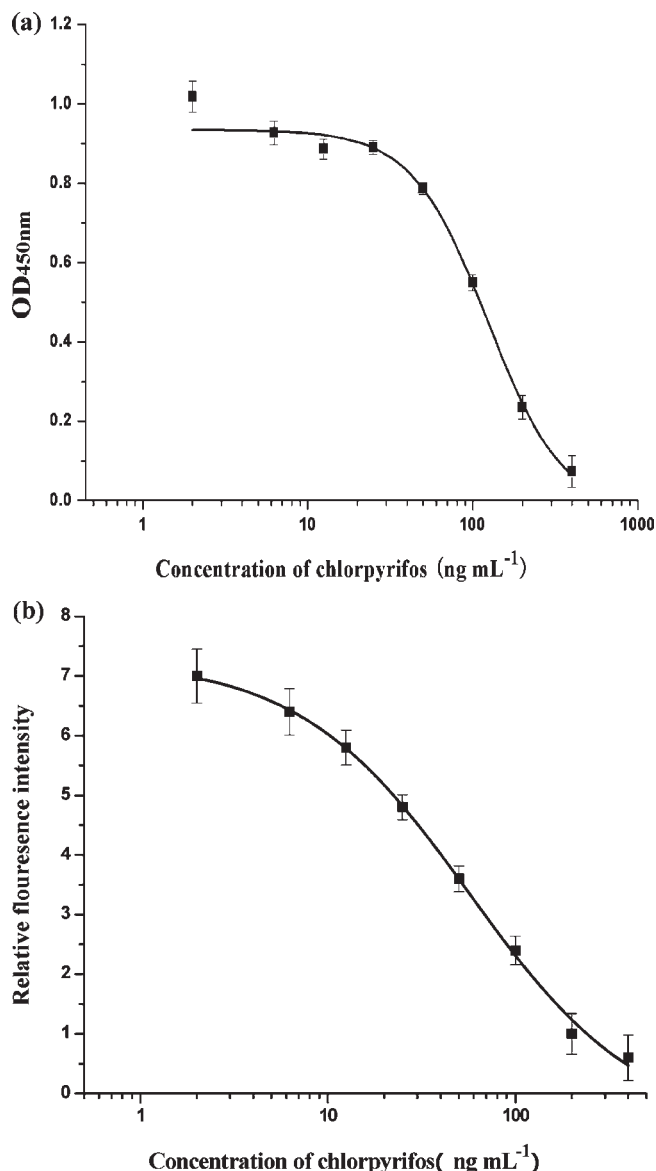 (a)
1.2
1.0
0.8
0.6
0.4
0.2
0.0
OD450nm
1 10 100 1000
Concentration of chlorpyrifos (ng mL⁻¹)
(b)
8
7
6
5
4
3
2
1
0
Relative flouresence intensity
1 10 100
Concentration of chlorpyrifos( ng mL⁻¹)